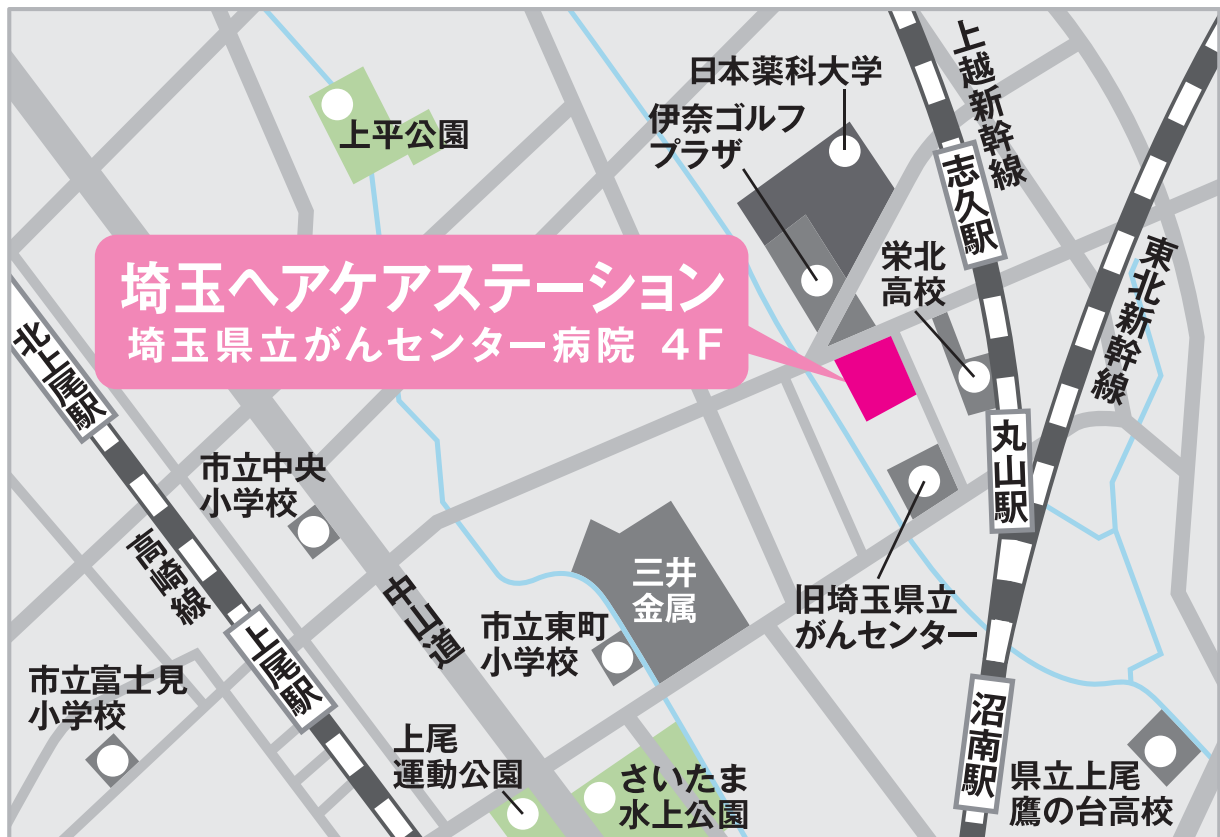 日本薬科大学
上越新幹線
伊奈ゴルフ
プラザ
上平公園
志久駅
栄北
高校
東北新幹線
埼玉ヘアケアステーション
埼玉県立がんセンター病院 4F
北上尾駅
丸山駅
市立中央
小学校
高崎線
中山道
三井
金属
旧埼玉県立
がんセンター
市立東町
小学校
上尾駅
市立富士見
小学校
沼南駅
上尾
運動公園
さいたま
水上公園
県立上尾
鷹の台高校